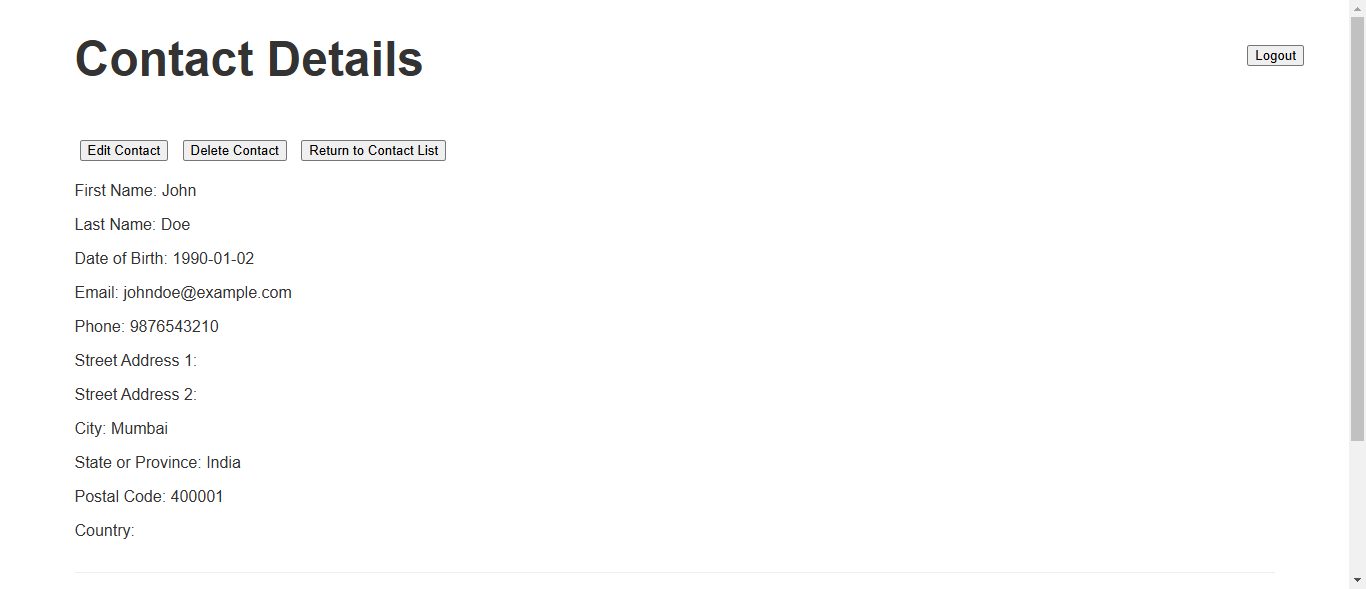 Contact Details
Logout
Edit Contact Delete Contact Return to Contact List
First Name: John
Last Name: Doe
Date of Birth: 1990-01-02
Email: johndoe@example.com
Phone: 9876543210
Street Address 1:
Street Address 2:
City: Mumbai
State or Province: India
Postal Code: 400001
Country: